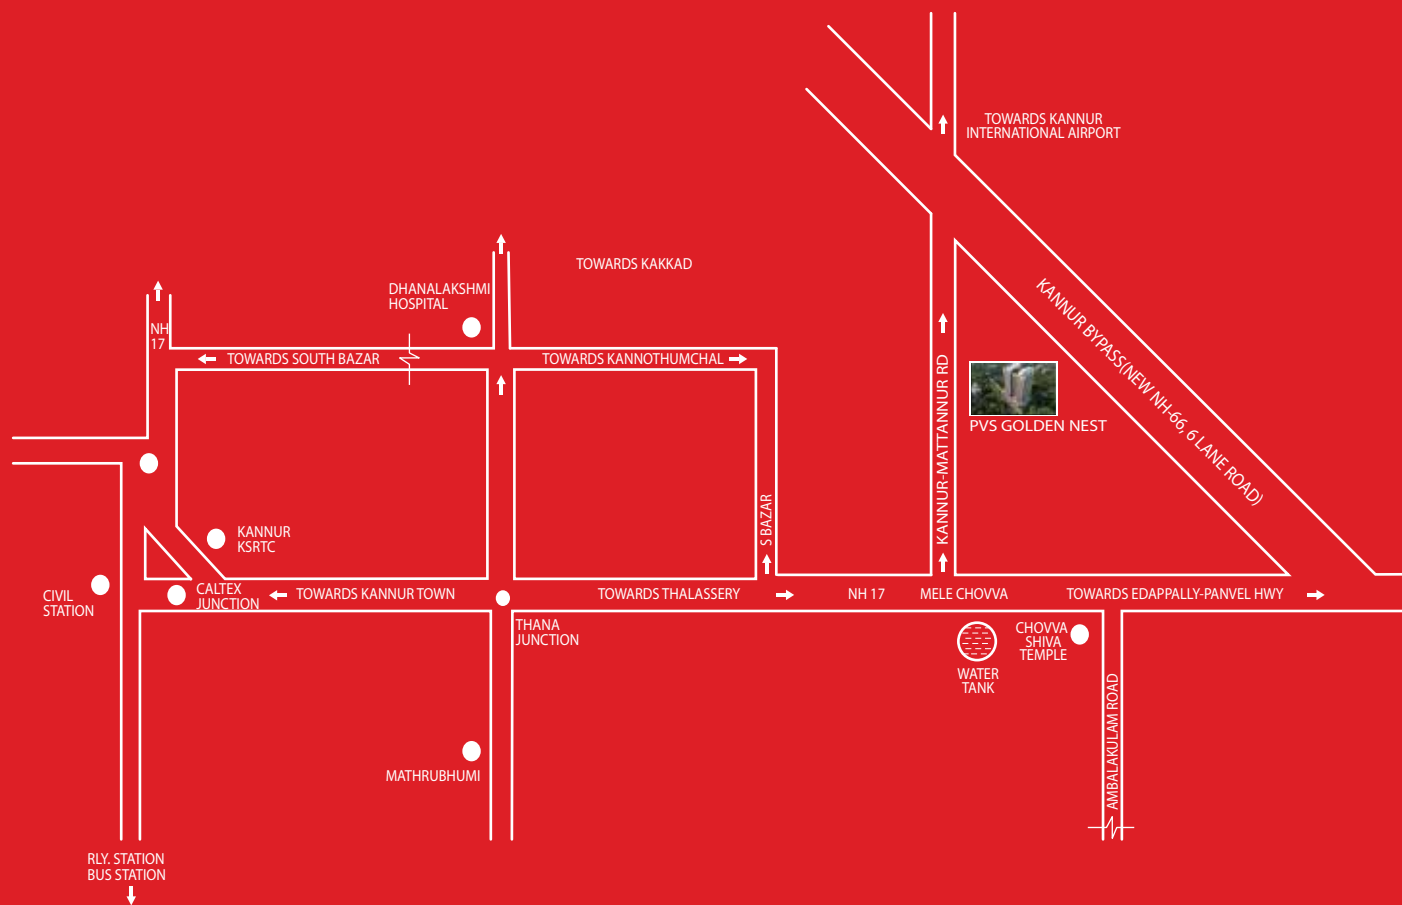 TOWARDS KANNUR
INTERNATIONAL AIRPORT
TOWARDS KAKKAD
DHANALAKSHMI
HOSPITAL
NH
17
TOWARDS SOUTH BAZAR
TOWARDS KANNOTHUMCHAL
KANNUR BYPASS(NEW NH-66, 6 LANE ROAD)
KANNUR-MATTANNUR RD
PVS GOLDEN NEST
S BAZAR
KANNUR
KSRTC
CIVIL
STATION
CALTEX
JUNCTION
TOWARDS KANNUR TOWN
TOWARDS THALASSERY
NH 17
MELE CHOVVA
TOWARDS EDAPPALLY-PANVEL HWY
THANA
JUNCTION
CHOVVA
SHIVA
TEMPLE
WATER
TANK
AMBALAKULAM ROAD
MATHRUBHUMI
RLY. STATION
BUS STATION